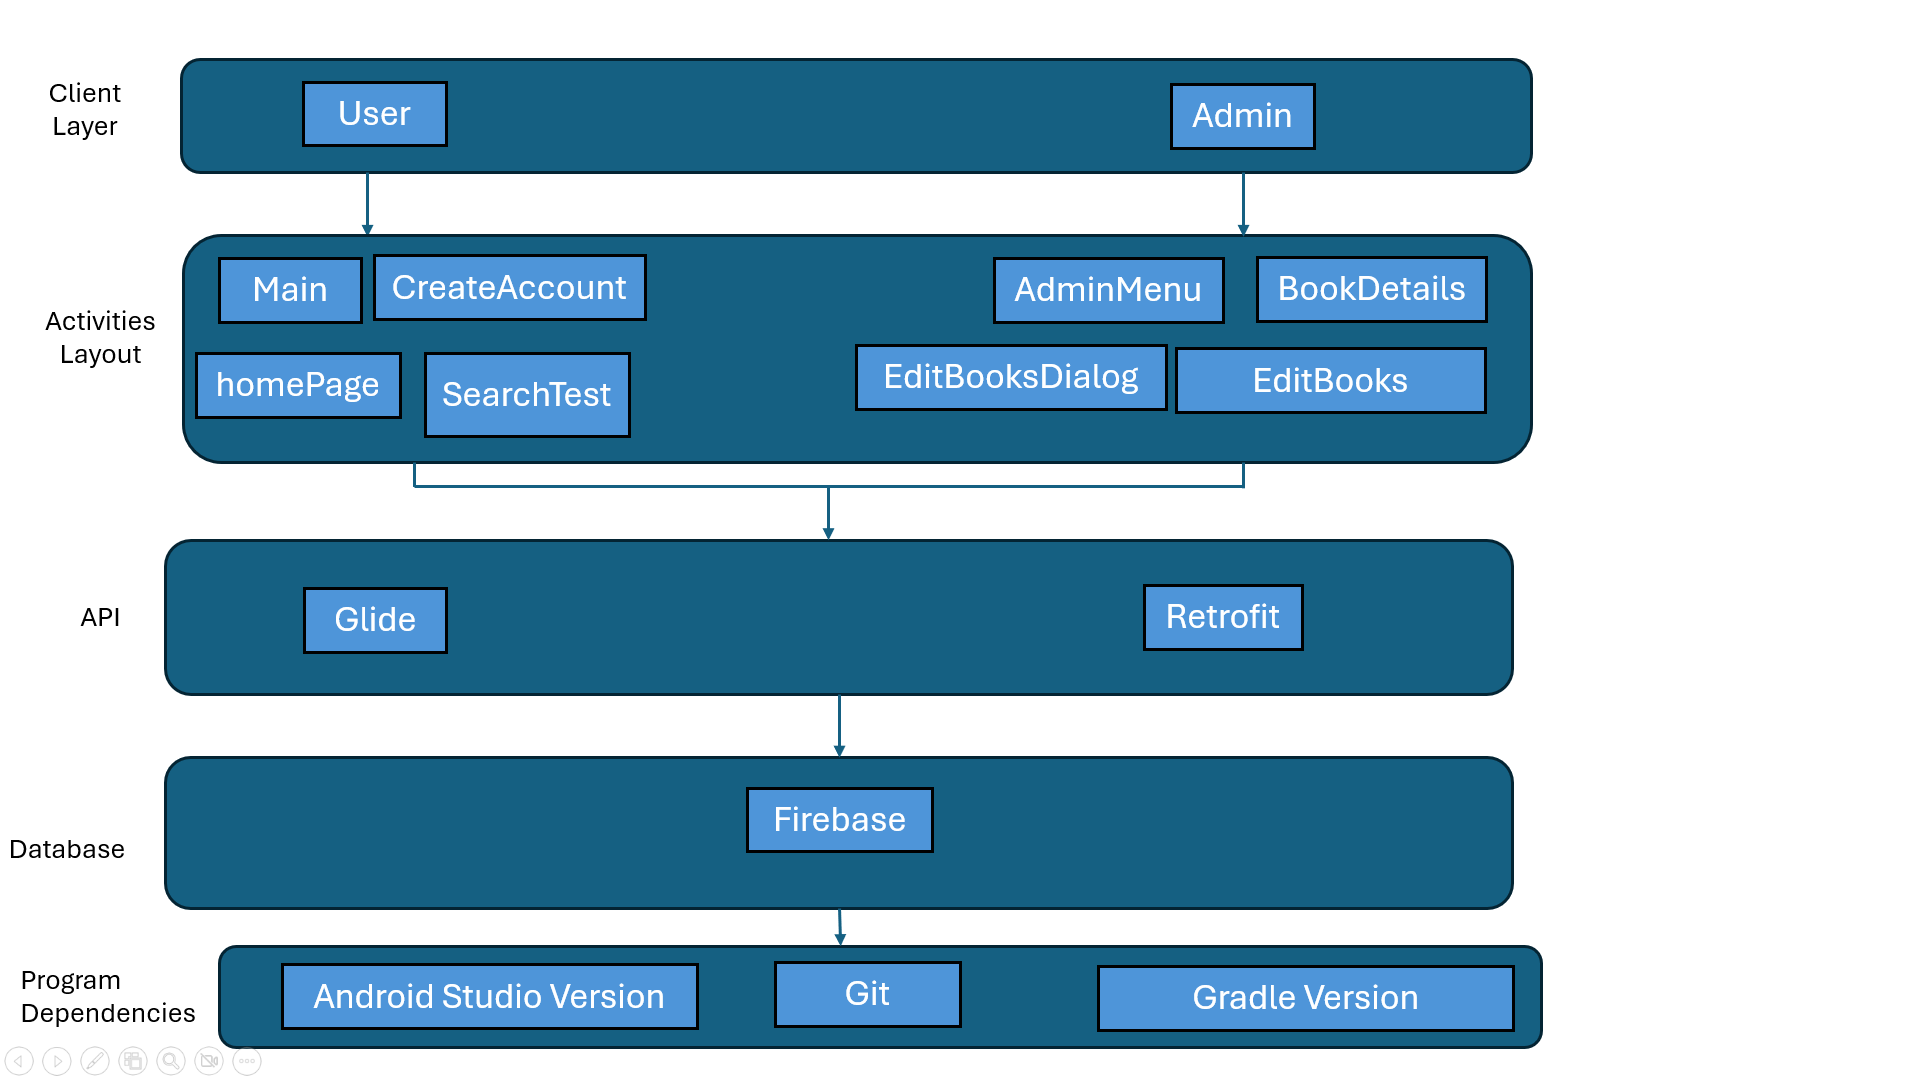 Client
Layer
User
Admin
Activities
Layout
Main
CreateAccount
AdminMenu
BookDetails
homePage
SearchTest
EditBooksDialog
EditBooks
API
Glide
Retrofit
Database
Firebase
Program
Dependencies
Android Studio Version
Git
Gradle Version